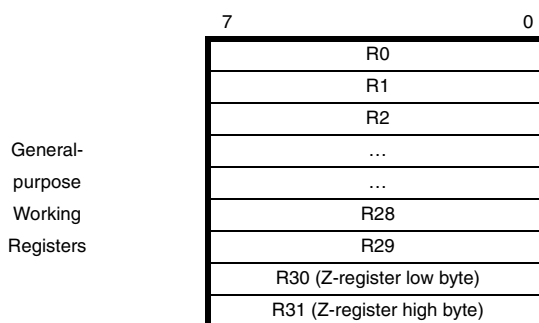 7 0
R0
R1
R2
General- …
purpose …
Working R28
Registers R29
R30 (Z-register low byte)
R31 (Z-register high byte)